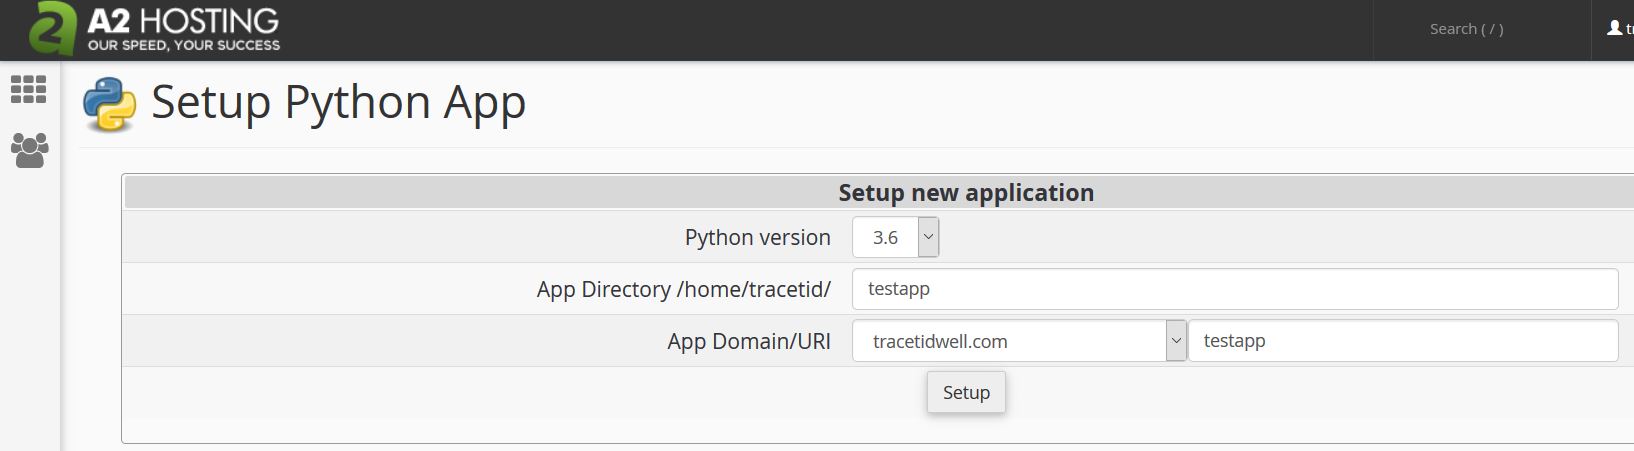 A2 HOSTING
OUR SPEED, YOUR SUCCESS
Search ( / )
Setup Python App
Setup new application
Python version 3.6
App Directory /home/tracetid/ testapp
App Domain/URI tracetidwell.com testapp
Setup